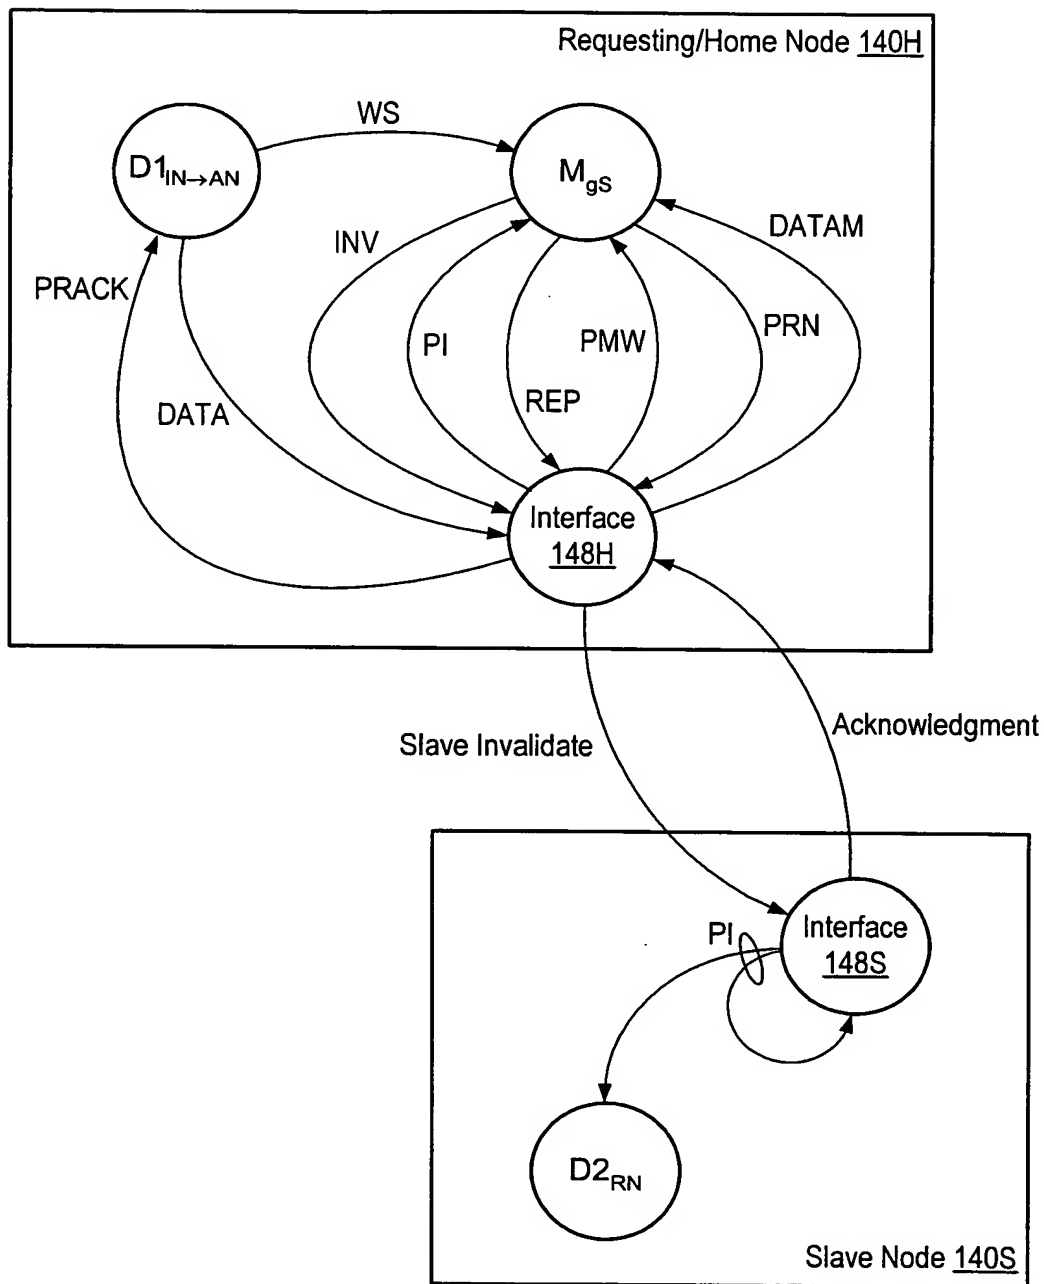 Requesting/Home Node 140H
WS
D1IN→AN
MgS
INV
DATAM
PRACK
PI
PMW
PRN
REP
DATA
Interface
148H
Slave Invalidate
Acknowledgment
PI
Interface
148S
D2RN
Slave Node 140S